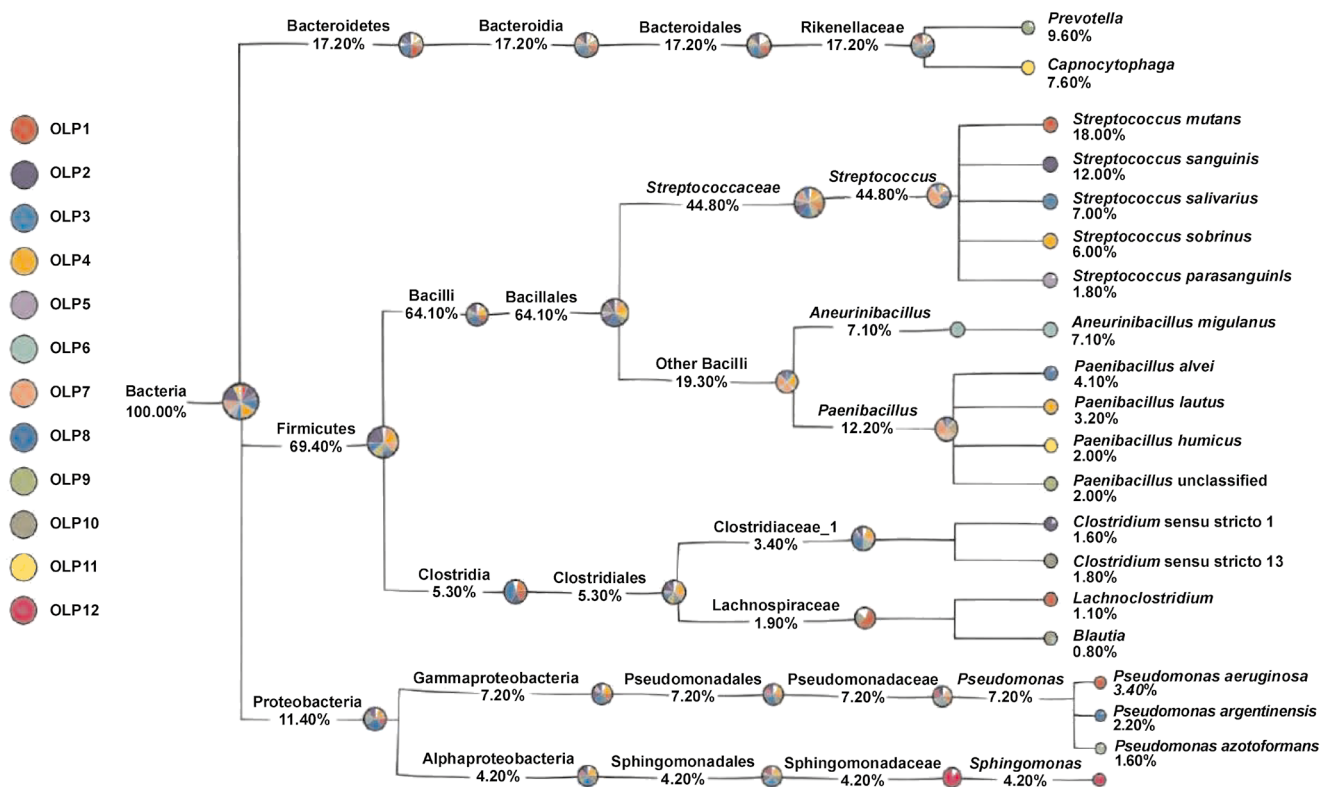 OLP1
OLP2
OLP3
OLP4
OLP5
OLP6
OLP7
OLP8
OLP9
OLP10
OLP11
OLP12
Bacteria
100.00%
Bacteroidetes
17.20%
Bacteroidia
17.20%
Bacteroidales
17.20%
Rikenellaceae
17.20%
Prevotella
9.60%
Capnocytophaga
7.60%
Firmicutes
69.40%
Bacilli
64.10%
Bacillales
64.10%
Streptococcaceae
44.80%
Streptococcus
44.80%
Streptococcus mutans
18.00%
Streptococcus sanguinis
12.00%
Streptococcus salivarius
7.00%
Streptococcus sobrinus
6.00%
Streptococcus parasanguinls
1.80%
Other Bacilli
19.30%
Aneurinibacillus
7.10%
Aneurinibacillus migulanus
7.10%
Paenibacillus
12.20%
Paenibacillus alvei
4.10%
Paenibacillus lautus
3.20%
Paenibacillus humicus
2.00%
Paenibacillus unclassified
2.00%
Clostridia
5.30%
Clostridiales
5.30%
Clostridiaceae_1
3.40%
Clostridium sensu stricto 1
1.60%
Clostridium sensu stricto 13
1.80%
Lachnospiraceae
1.90%
Lachnoclostridium
1.10%
Blautia
0.80%
Proteobacteria
11.40%
Gammaproteobacteria
7.20%
Pseudomonadales
7.20%
Pseudomonadaceae
7.20%
Pseudomonas
7.20%
Pseudomonas aeruginosa
3.40%
Pseudomonas argentinensis
2.20%
Pseudomonas azotoformans
1.60%
Alphaproteobacteria
4.20%
Sphingomonadales
4.20%
Sphingomonadaceae
4.20%
Sphingomonas
4.20%